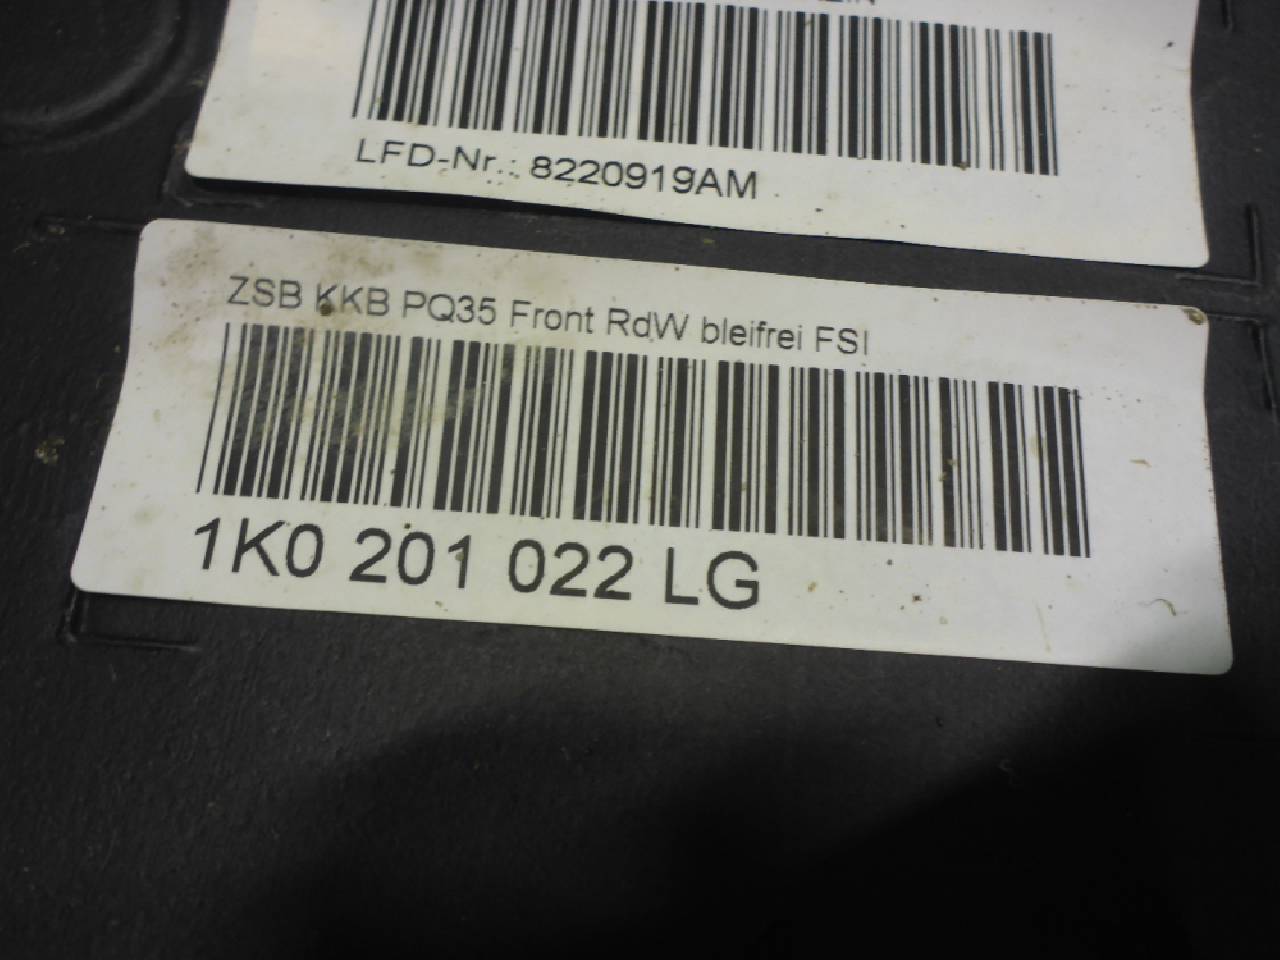 LFD-Nr.: 8220919AM
ZSB KKB PQ35 Front RdW bleifrei FSI
1K0 201 022 LG